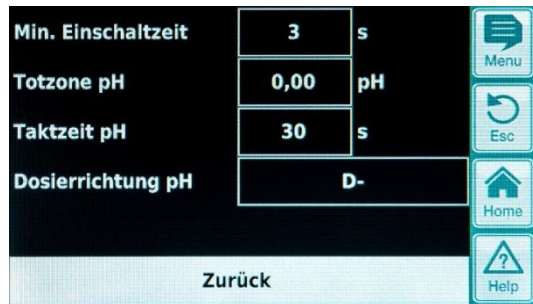 Min. Einschaltzeit 3 s
Menu
Totzone pH 0,00 pH
Taktzeit pH 30 s
Esc
Dosierrichtung pH D-
Home
Zurück
Help